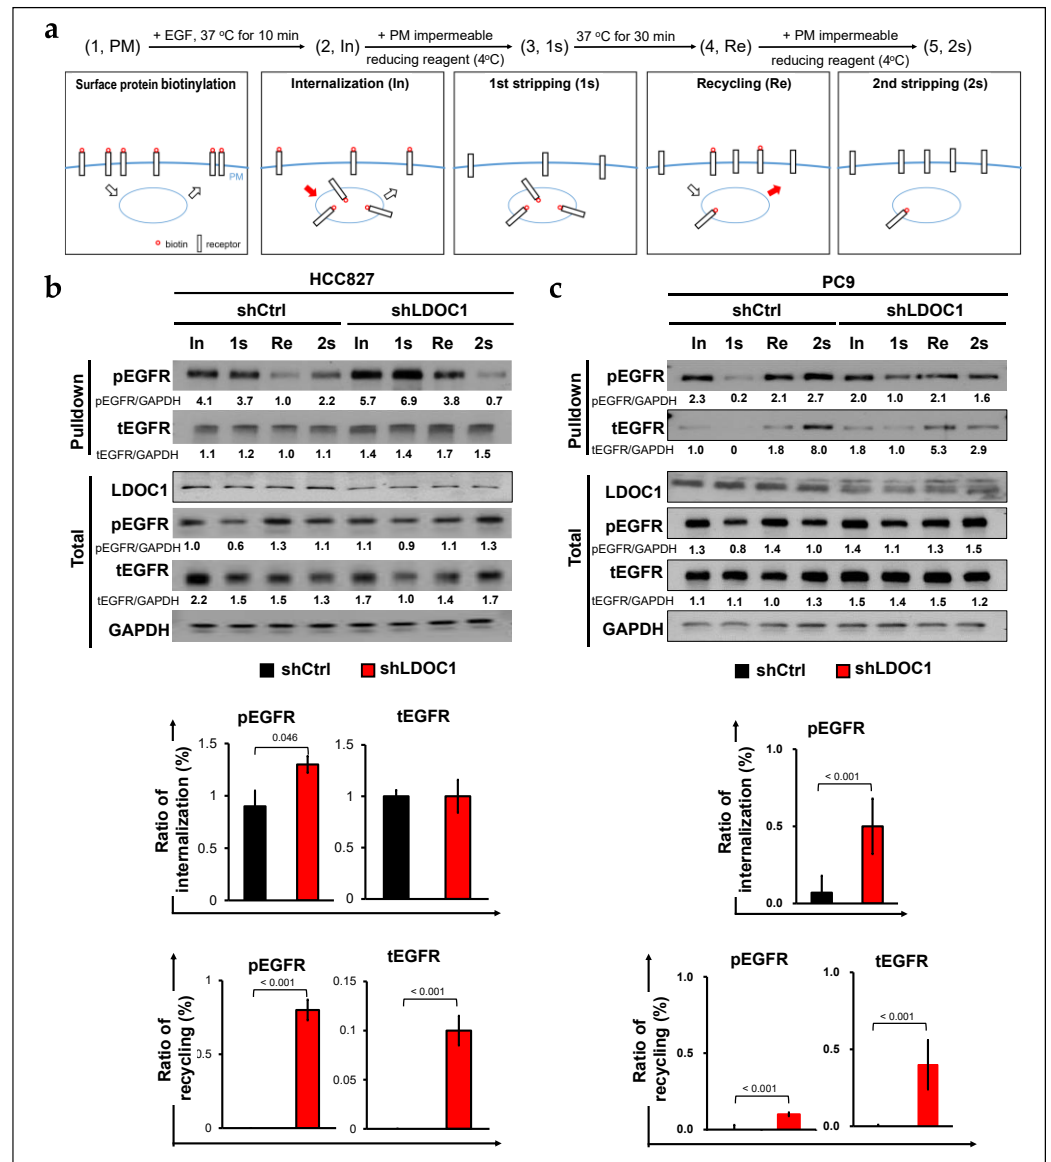 a
(1, PM) + EGF, 37 ºC for 10 min (2, In) + PM impermeable reducing reagent (4ºC) (3, 1s) 37 ºC for 30 min (4, Re) + PM impermeable reducing reagent (4ºC) (5, 2s)
Surface protein biotinylation
PM
biotin receptor
Internalization (In)
1st stripping (1s)
Recycling (Re)
2nd stripping (2s)
b
HCC827
shCtrl shLDOC1
In 1s Re 2s In 1s Re 2s
Pulldown
pEGFR
pEGFR/GAPDH 4.1 3.7 1.0 2.2 5.7 6.9 3.8 0.7
tEGFR
tEGFR/GAPDH 1.1 1.2 1.0 1.1 1.4 1.4 1.7 1.5
Total
LDOC1
pEGFR
pEGFR/GAPDH 1.0 0.6 1.3 1.1 1.1 0.9 1.1 1.3
tEGFR
tEGFR/GAPDH 2.2 1.5 1.5 1.3 1.7 1.0 1.4 1.7
GAPDH
shCtrl shLDOC1
Ratio of internalization (%)
pEGFR
0.046
1.5
1
0.5
0
tEGFR
1.5
1
0.5
0
Ratio of recycling (%)
pEGFR
< 0.001
1
0.5
0
tEGFR
< 0.001
0.15
0.1
0.05
0
c
PC9
shCtrl shLDOC1
In 1s Re 2s In 1s Re 2s
Pulldown
pEGFR
pEGFR/GAPDH 2.3 0.2 2.1 2.7 2.0 1.0 2.1 1.6
tEGFR
tEGFR/GAPDH 1.0 0 1.8 8.0 1.8 1.0 5.3 2.9
Total
LDOC1
pEGFR
pEGFR/GAPDH 1.3 0.8 1.4 1.0 1.4 1.1 1.3 1.5
tEGFR
tEGFR/GAPDH 1.1 1.1 1.0 1.3 1.5 1.4 1.5 1.2
GAPDH
shCtrl shLDOC1
Ratio of internalization (%)
pEGFR
< 0.001
1.0
0.5
0.0
Ratio of recycling (%)
pEGFR
< 0.001
1.0
0.5
0.0
tEGFR
< 0.001
1.0
0.5
0.0